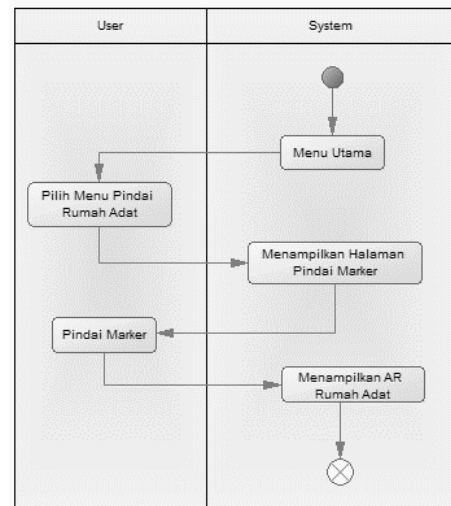 User
System
Menu Utama
Pilih Menu Pindai
Rumah Adat
Menampilkan Halaman
Pindai Marker
Pindai Marker
Menampilkan AR
Rumah Adat